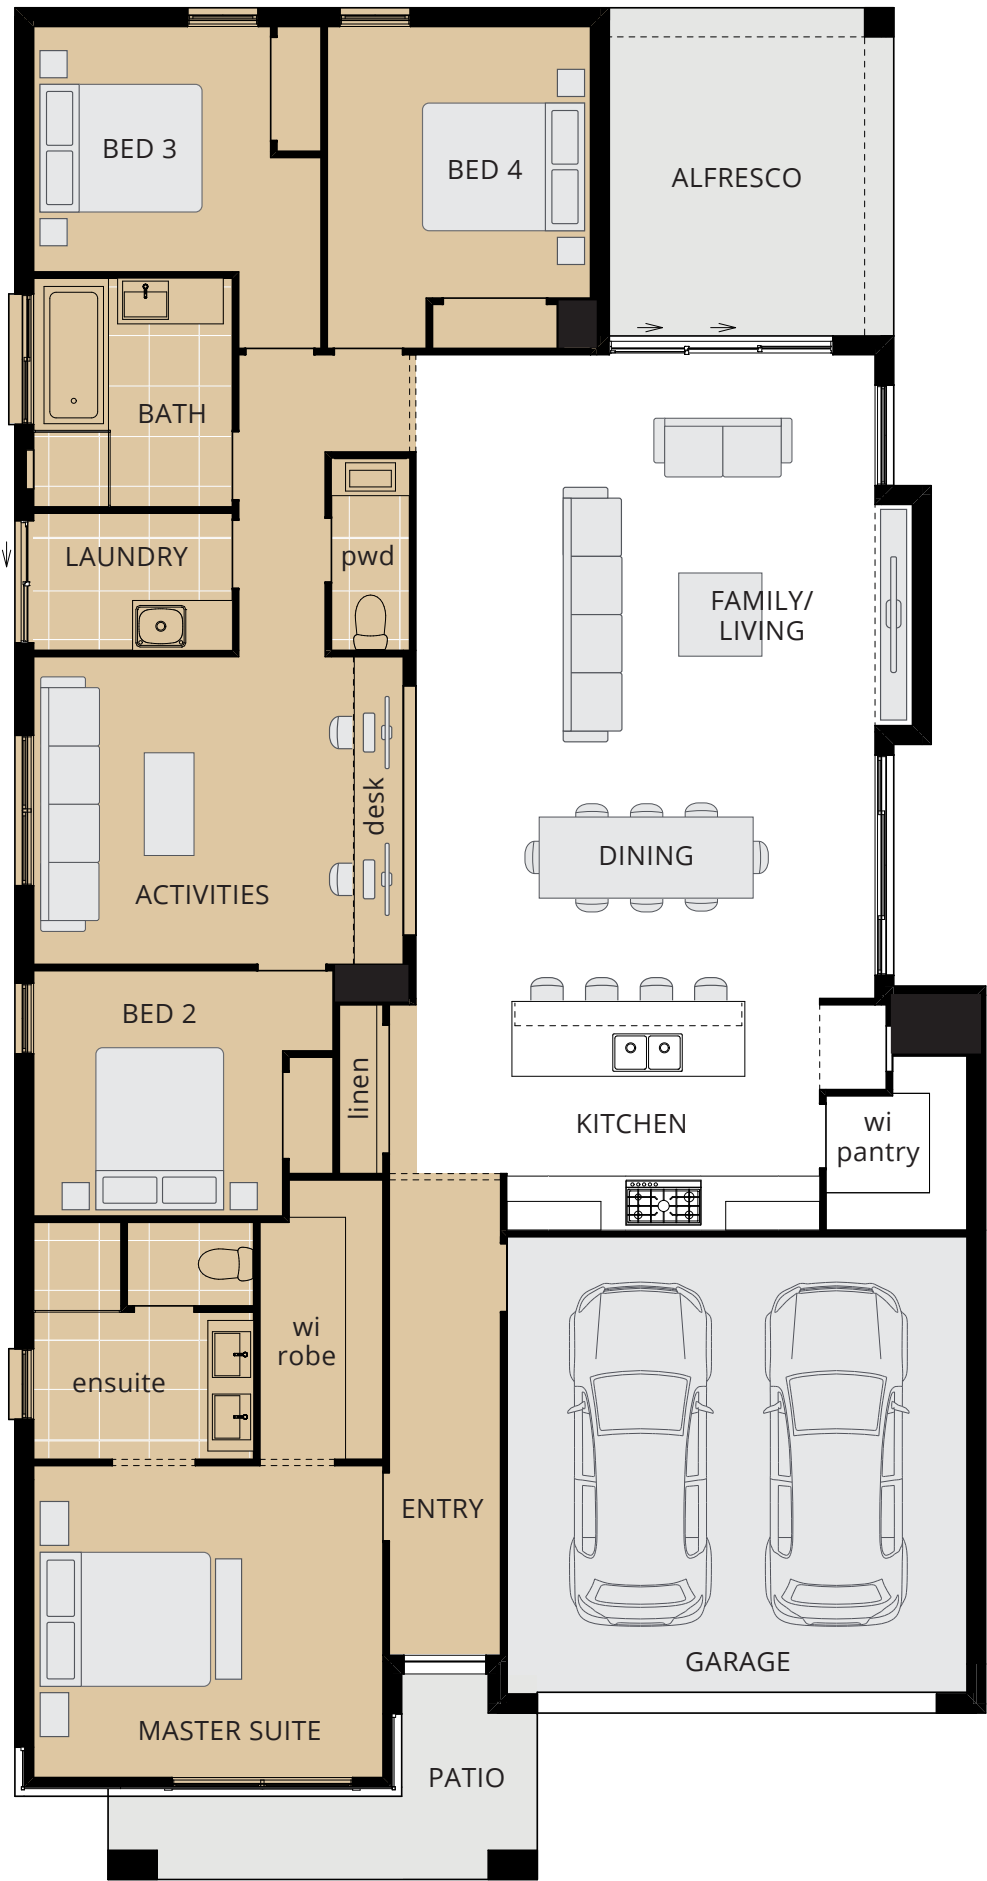 BED 3
BED 4
ALFRESCO
BATH
LAUNDRY
pwd
FAMILY/
LIVING
desk
DINING
ACTIVITIES
BED 2
linen
KITCHEN
wi
pantry
wi
robe
ensuite
ENTRY
GARAGE
MASTER SUITE
PATIO